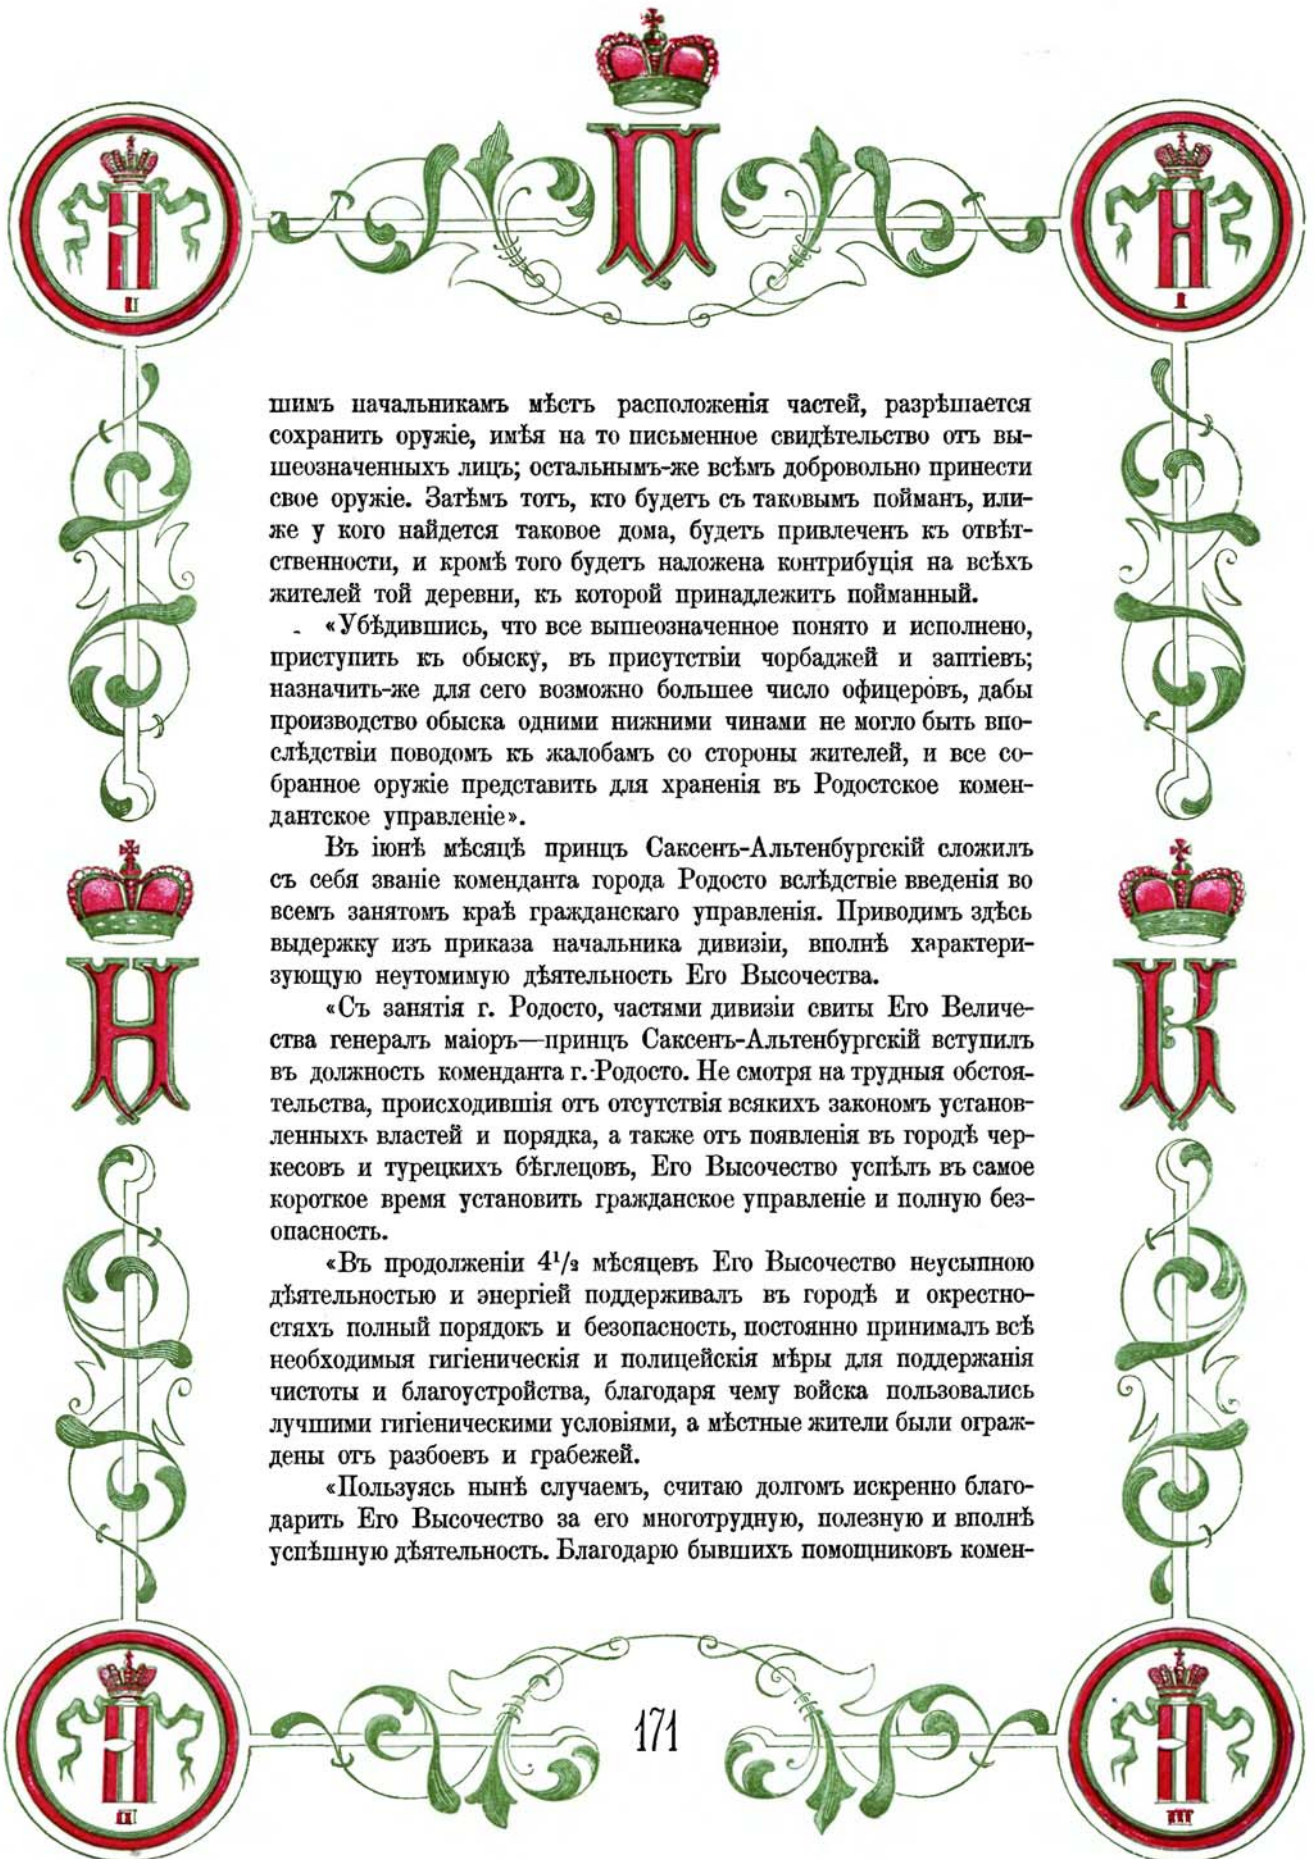 П
Н
II
Н
I
шимъ начальникамъ мѣстъ расположенія частей, разрѣшается
сохранить оружіе, имѣя на то письменное свидѣтельство отъ вы-
шеозначенныхъ лицъ; остальнымъ-же всѣмъ добровольно принести
свое оружіе. Затѣмъ тотъ, кто будетъ съ таковымъ пойманъ, или-
же у кого найдется таковое дома, будетъ привлеченъ къ отвѣт-
ственности, и кромѣ того будетъ наложена контрибуція на всѣхъ
жителей той деревни, къ которой принадлежитъ пойманный.
«Убѣдившись, что все вышеозначенное понято и исполнено,
приступить къ обыску, въ присутствіи чорбаджей и заптіевъ;
назначить-же для сего возможно большее число офицеровъ, дабы
производство обыска одними нижними чинами не могло быть впо-
слѣдствіи поводомъ къ жалобамъ со стороны жителей, и все со-
бранное оружіе представить для храненія въ Родостское комен-
дантское управленіе».
Въ іюнѣ мѣсяцѣ принцъ Саксенъ-Альтенбургскій сложилъ
съ себя званіе коменданта города Родосто вслѣдствіе введенія во
всемъ занятомъ краѣ гражданскаго управленія. Приводимъ здѣсь
выдержку изъ приказа начальника дивизіи, вполнѣ характери-
зующую неутомимую дѣятельность Его Высочества.
«Съ занятія г. Родосто, частями дивизіи свиты Его Величе-
ства генералъ маіоръ—принцъ Саксенъ-Альтенбургскій вступилъ
въ должность коменданта г. Родосто. Не смотря на трудныя обстоя-
тельства, происходившія отъ отсутствія всякихъ закономъ установ-
ленныхъ властей и порядка, а также отъ появленія въ городѣ чер-
кесовъ и турецкихъ бѣглецовъ, Его Высочество успѣлъ въ самое
короткое время установить гражданское управленіе и полную без-
опасность.
«Въ продолженіи 4¹/₂ мѣсяцевъ Его Высочество неусыпною
дѣятельностью и энергіей поддерживалъ въ городѣ и окрестно-
стяхъ полный порядокъ и безопасность, постоянно принималъ всѣ
необходимыя гигіеническія и полицейскія мѣры для поддержанія
чистоты и благоустройства, благодаря чему войска пользовались
лучшими гигіеническими условіями, а мѣстные жители были ограж-
дены отъ разбоевъ и грабежей.
«Пользуясь нынѣ случаемъ, считаю долгомъ искренно благо-
дарить Его Высочество за его многотрудную, полезную и вполнѣ
успѣшную дѣятельность. Благодарю бывшихъ помощниковъ комен-
Н
К
171
III